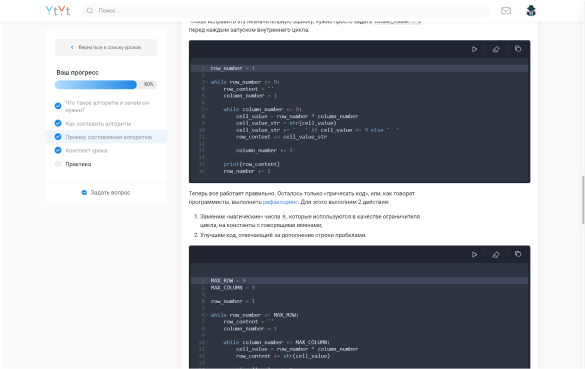 YtYt
Поиск...
Чтобы исправить эту незначительную ошибку, нужно просто задать column_number = 1
перед каждым запуском внутреннего цикла.
Вернуться к списку уроков
Ваш прогресс
80%
Что такое алгоритм и зачем он
нужен?
Как составить алгоритм
Пример составления алгоритма
Конспект урока
Практика
Задать вопрос
1 row_number = 1
2
3 while row_number <= 9:
4 row_content = ''
5 column_number = 1
6
7 while column_number <= 9:
8 cell_value = row_number * column_number
9 cell_value_str = str(cell_value)
10 cell_value_str += '  ' if cell_value <= 9 else ' '
11 row_content += cell_value_str
12
13 column_number += 1
14
15 print(row_content)
16 row_number += 1
Теперь все работает правильно. Осталось только «причесать код», или, как говорят
программисты, выполнить рефакторинг. Для этого выполним 2 действия:
1. Заменим «магические» числа 9, которые используются в качестве ограничителя
цикла, на константы с говорящими именами;
2. Улучшим код, отвечающий за дополнение строки пробелами.
1 MAX_ROW = 9
2 MAX_COLUMN = 9
3
4 row_number = 1
5
6 while row_number <= MAX_ROW:
7 row_content = ''
8 column_number = 1
9
10 while column_number <= MAX_COLUMN:
11 cell_value = row_number * column_number
12 row_content += str(cell_value)
13